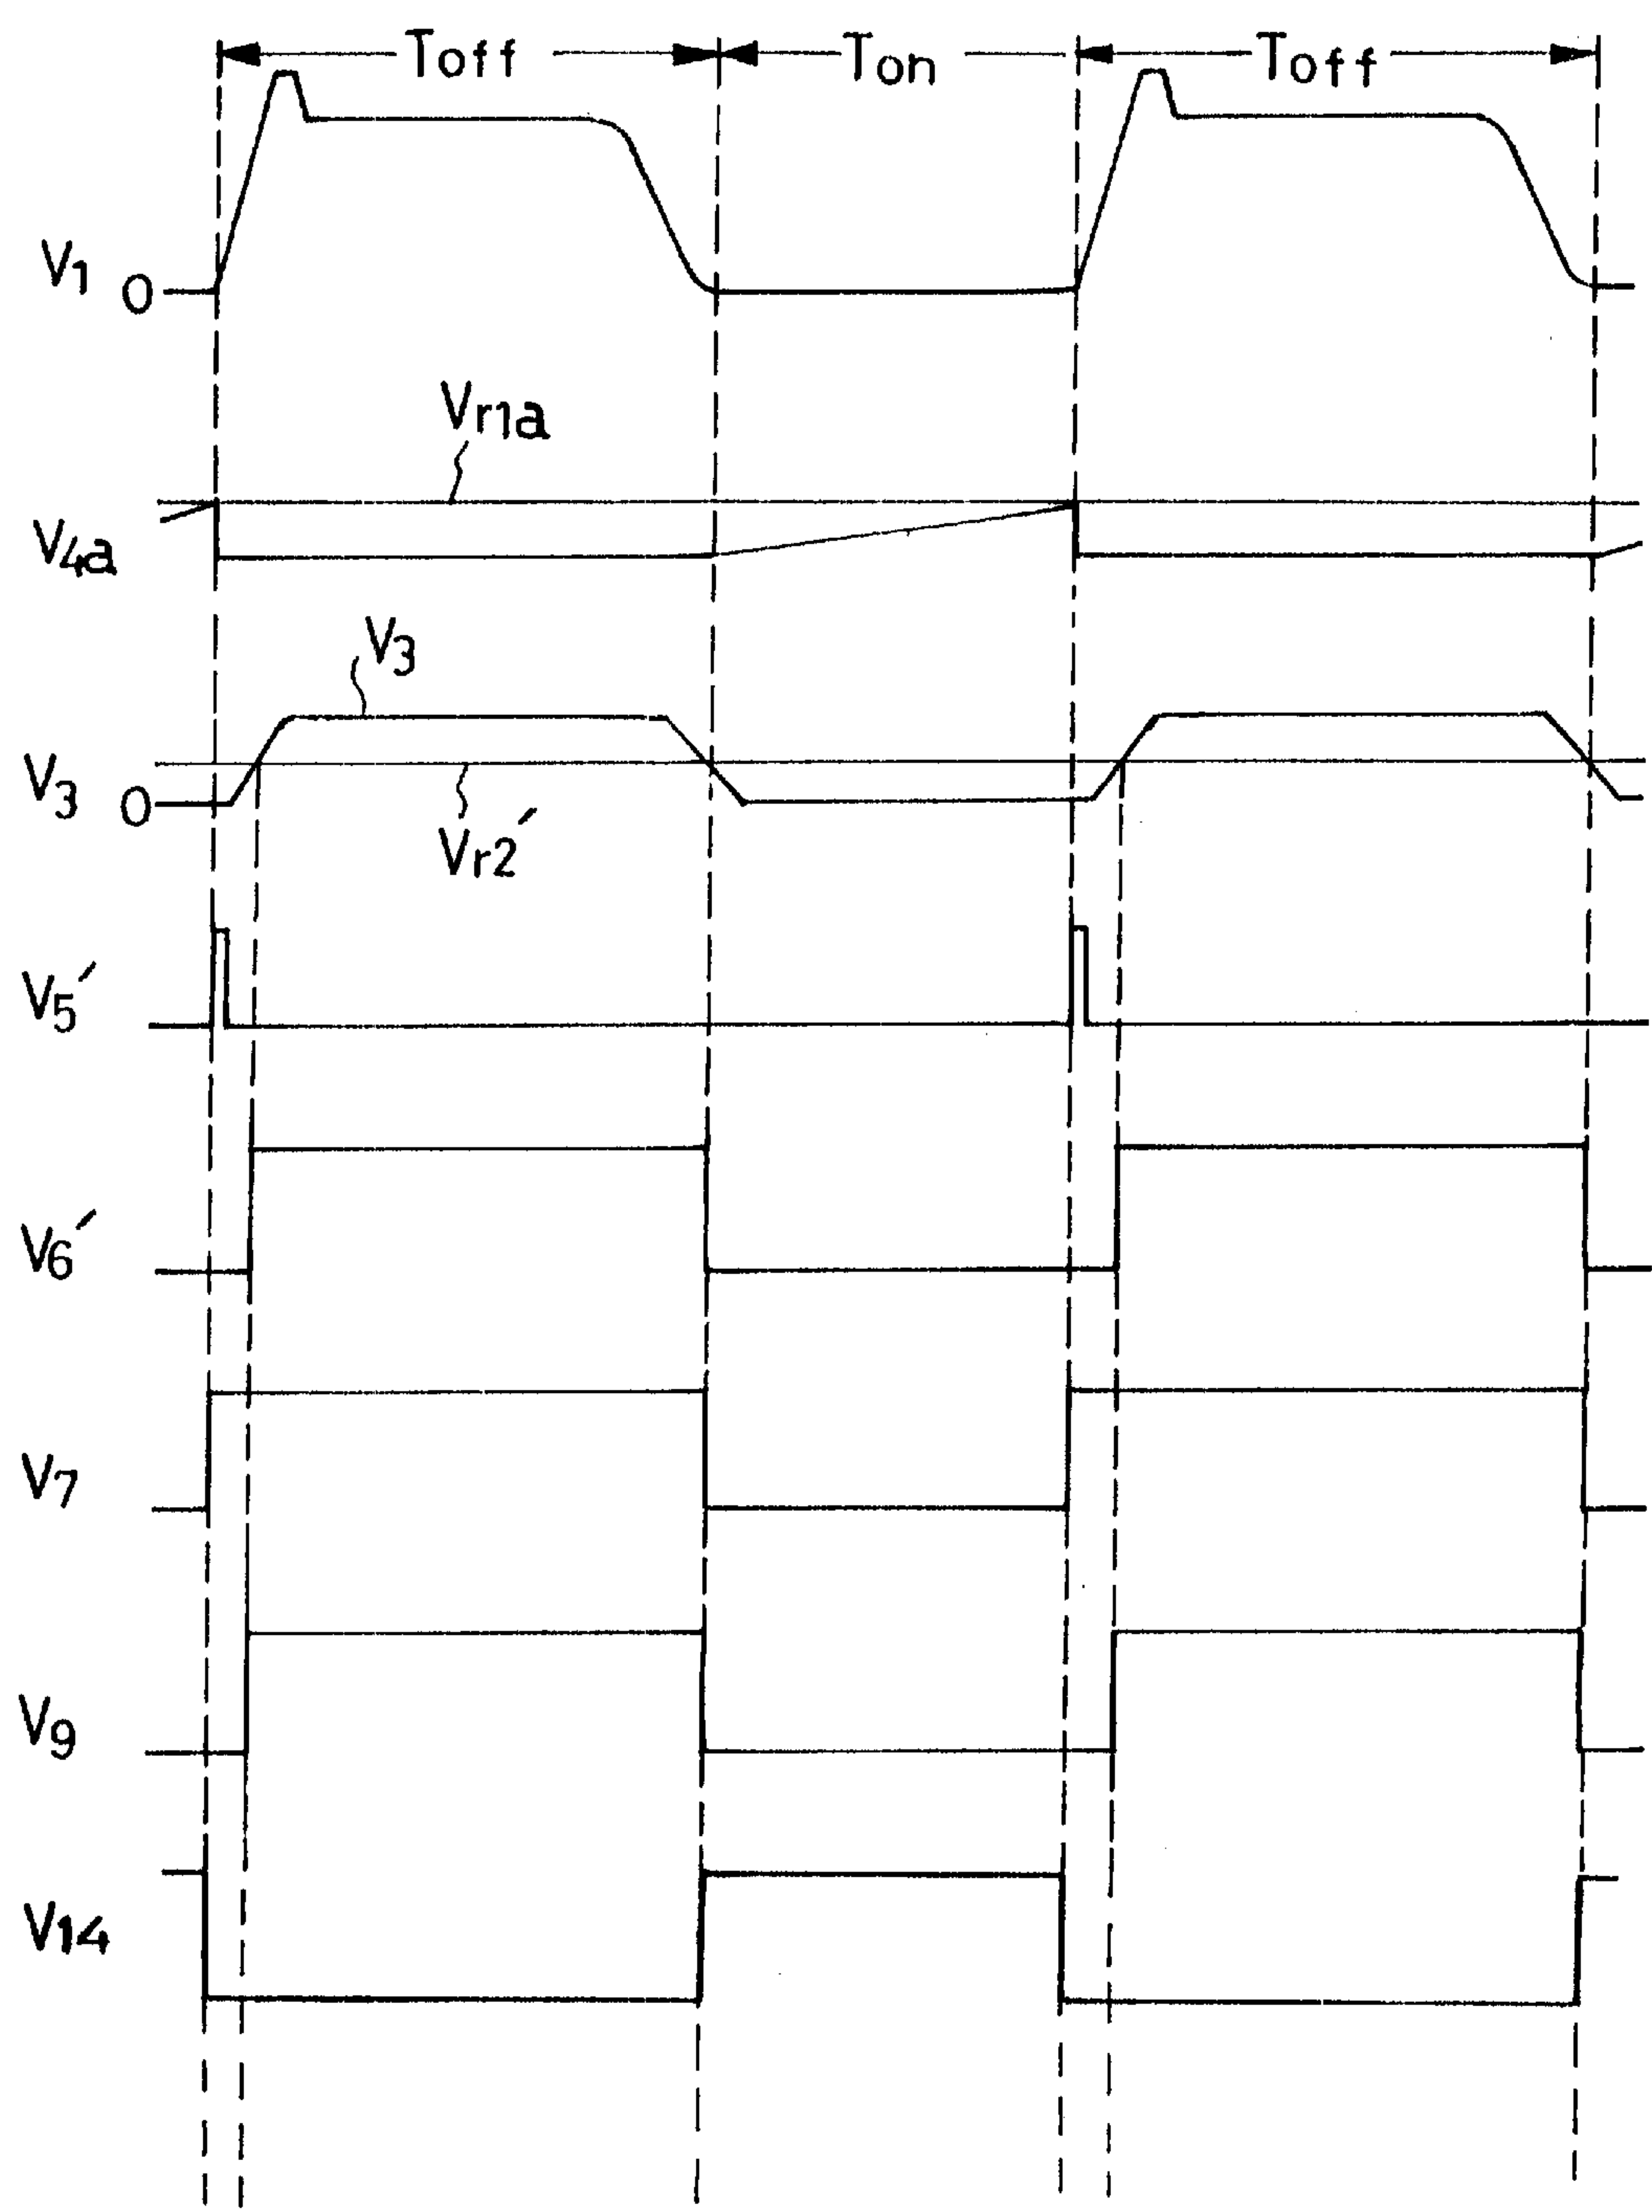 Toff Ton Toff
V1 0
Vr1a
V4a
V3
V3 0
Vr2′
V5′
V6′
V7
V9
V14